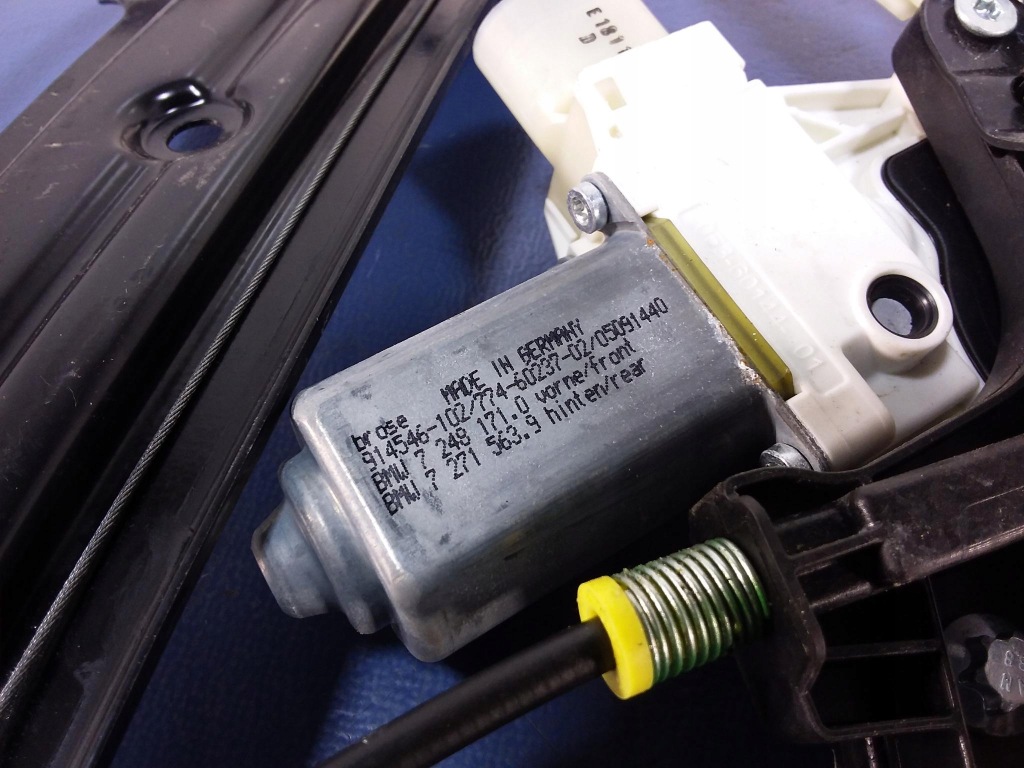 E1811
D
MADE IN GERMANY
brose
914546-102/774-60237-02/05091440
BMW 7 248 171.0 vorne/front
BMW 7 271 563.9 hinten/rear